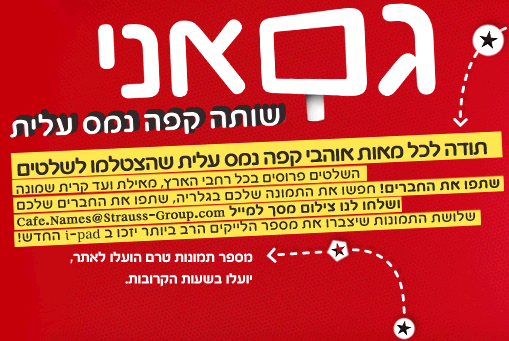 גם אני
שותה קפה נמס עלית
תודה לכל מאות אוהבי קפה נמס עלית שהצטלמו לשלטים
השלטים פרוסים בכל רחבי הארץ, מאילת ועד קרית שמונה
שתפו את החברים! חפשו את התמונה שלכם בגלריה, שתפו את החברים שלכם
ושלחו לנו צילום מסך למייל Cafe.Names@Strauss-Group.com
שלושת התמונות שיצברו את מספר הלייקים הרב ביותר יזכו ב i-pad החדש!
מספר תמונות טרם הועלו לאתר,
יועלו בשעות הקרובות.